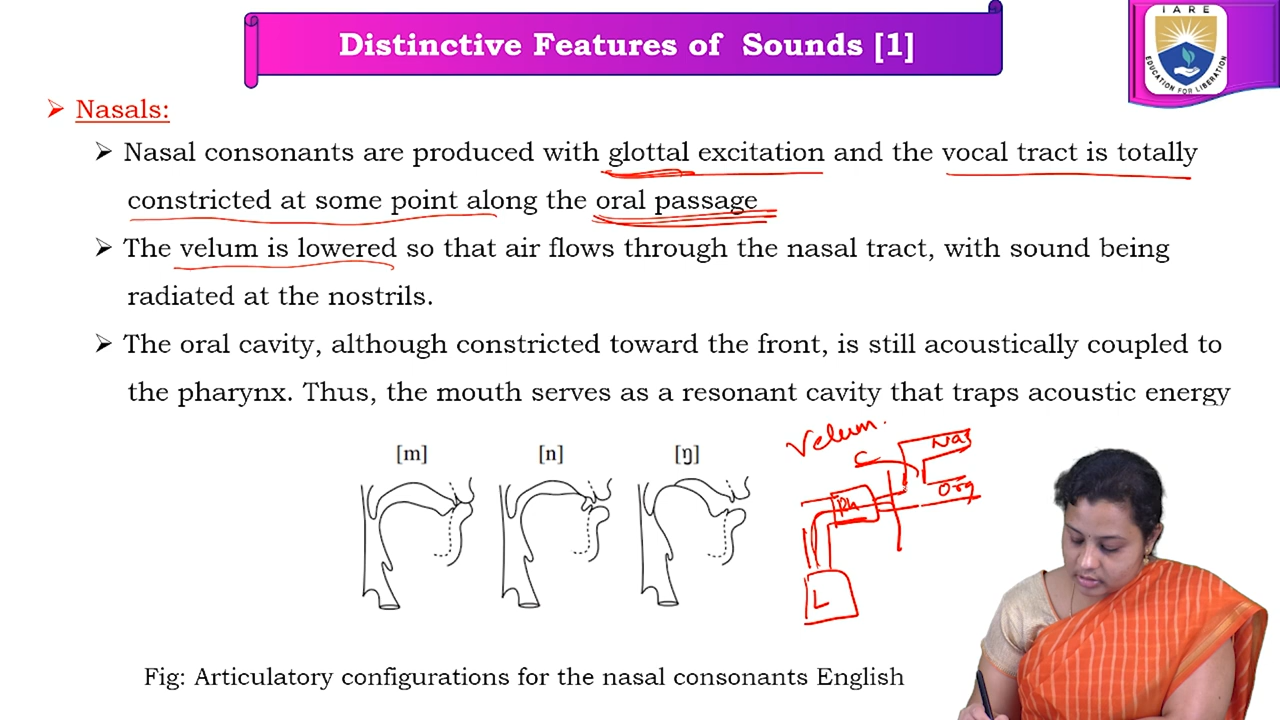 Distinctive Features of Sounds [1]
IARE
EDUCATION FOR LIBERATION
Nasals:
Nasal consonants are produced with glottal excitation and the vocal tract is totally
constricted at some point along the oral passage
The velum is lowered so that air flows through the nasal tract, with sound being
radiated at the nostrils.
The oral cavity, although constricted toward the front, is still acoustically coupled to
the pharynx. Thus, the mouth serves as a resonant cavity that traps acoustic energy
Velum.
Nas
[m] [n] [ŋ]
Ph
L
Fig: Articulatory configurations for the nasal consonants English